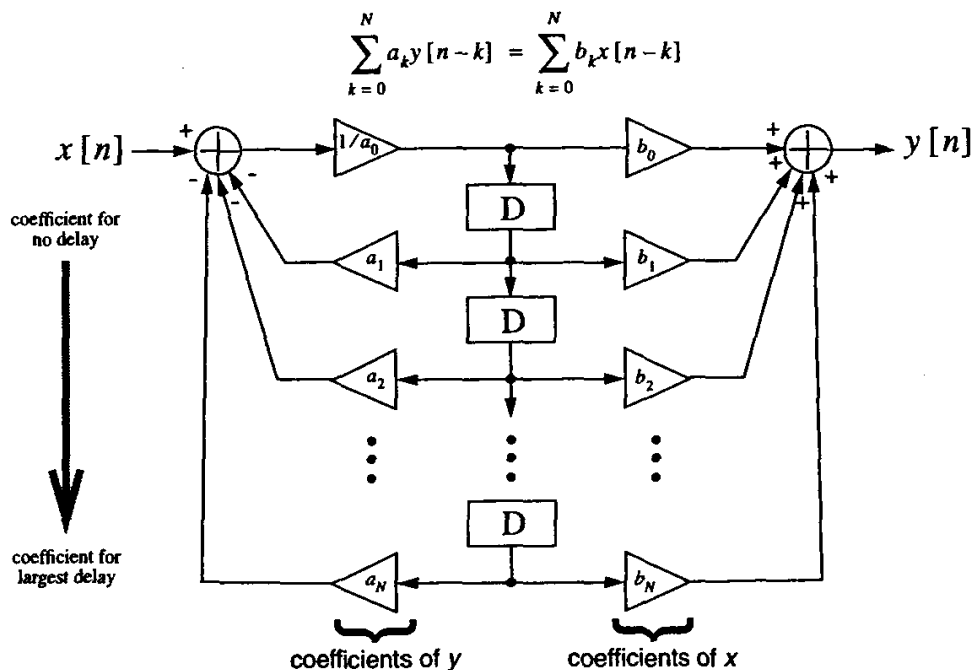 N N
∑ a_k y[n-k] = ∑ b_k x[n-k]
k = 0 k = 0
x[n] + 1/a_0 b_0 + y[n]
- - - + + +
coefficient for
no delay
D
a_1 b_1
D
a_2 b_2
D
coefficient for
largest delay
a_N b_N
coefficients of y coefficients of x